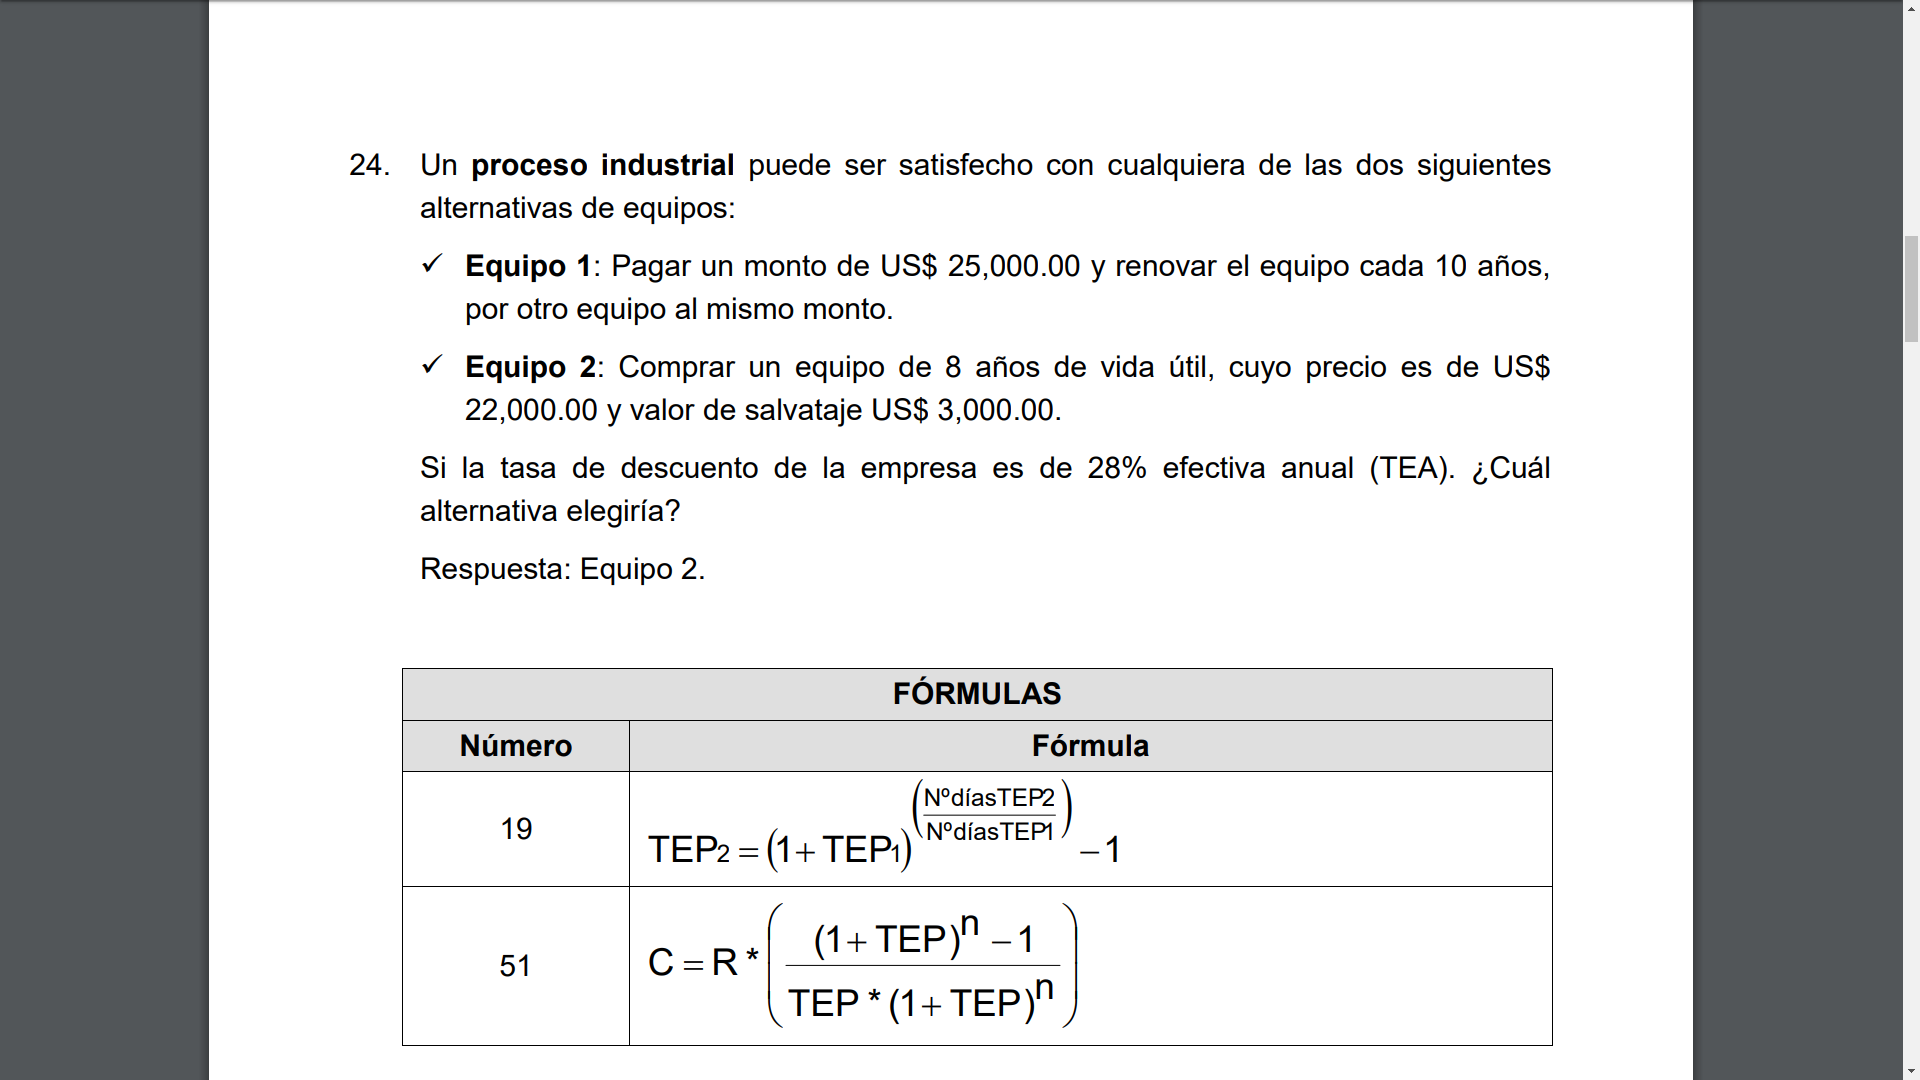 24. Un proceso industrial puede ser satisfecho con cualquiera de las dos siguientes
alternativas de equipos:
✓ Equipo 1: Pagar un monto de US$ 25,000.00 y renovar el equipo cada 10 años,
por otro equipo al mismo monto.
✓ Equipo 2: Comprar un equipo de 8 años de vida útil, cuyo precio es de US$
22,000.00 y valor de salvataje US$ 3,000.00.
Si la tasa de descuento de la empresa es de 28% efectiva anual (TEA). ¿Cuál
alternativa elegiría?
Respuesta: Equipo 2.
FÓRMULAS
Número Fórmula
19 TEP2 = (1 + TEP1)^(NºdíasTEP2 / NºdíasTEP1) − 1
51 C = R * ( ((1 + TEP)^n − 1) / (TEP * (1 + TEP)^n) )